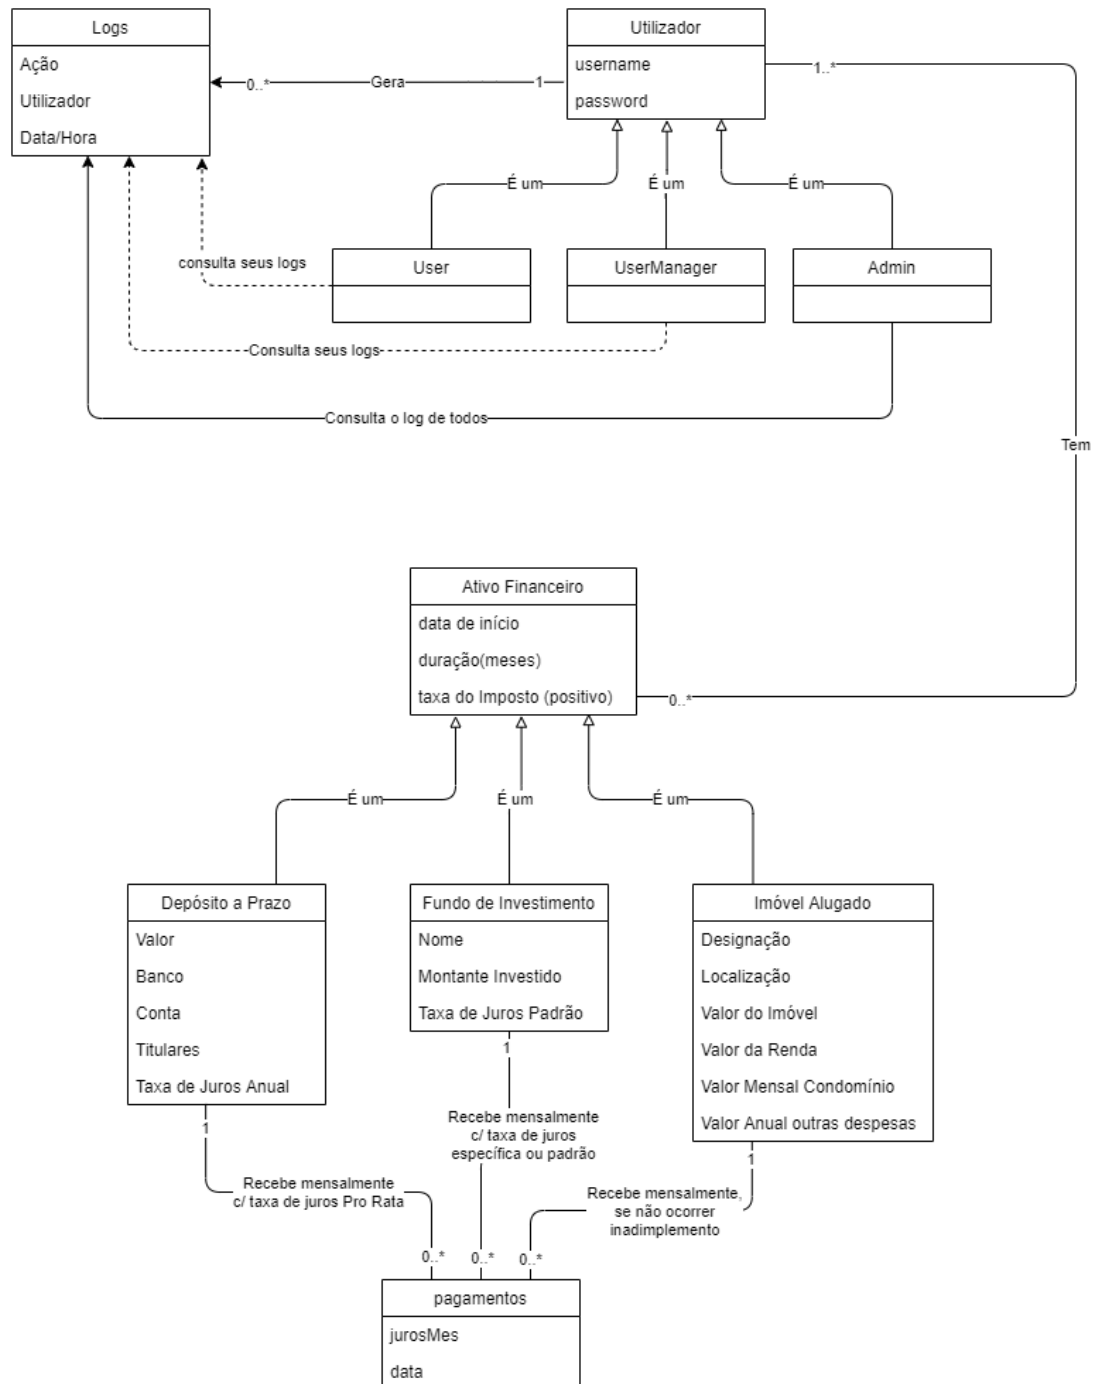 Logs
Ação
Utilizador
Data/Hora
Utilizador
username
password
0..*
Gera
1
1..*
É um
É um
É um
User
UserManager
Admin
consulta seus logs
Consulta seus logs
Consulta o log de todos
Tem
Ativo Financeiro
data de início
duração(meses)
taxa do Imposto (positivo)
0..*
É um
É um
É um
Depósito a Prazo
Valor
Banco
Conta
Titulares
Taxa de Juros Anual
Fundo de Investimento
Nome
Montante Investido
Taxa de Juros Padrão
Imóvel Alugado
Designação
Localização
Valor do Imóvel
Valor da Renda
Valor Mensal Condomínio
Valor Anual outras despesas
1
1
1
Recebe mensalmente
c/ taxa de juros Pro Rata
Recebe mensalmente
c/ taxa de juros
específica ou padrão
Recebe mensalmente,
se não ocorrer
inadimplemento
0..*
0..*
0..*
pagamentos
jurosMes
data